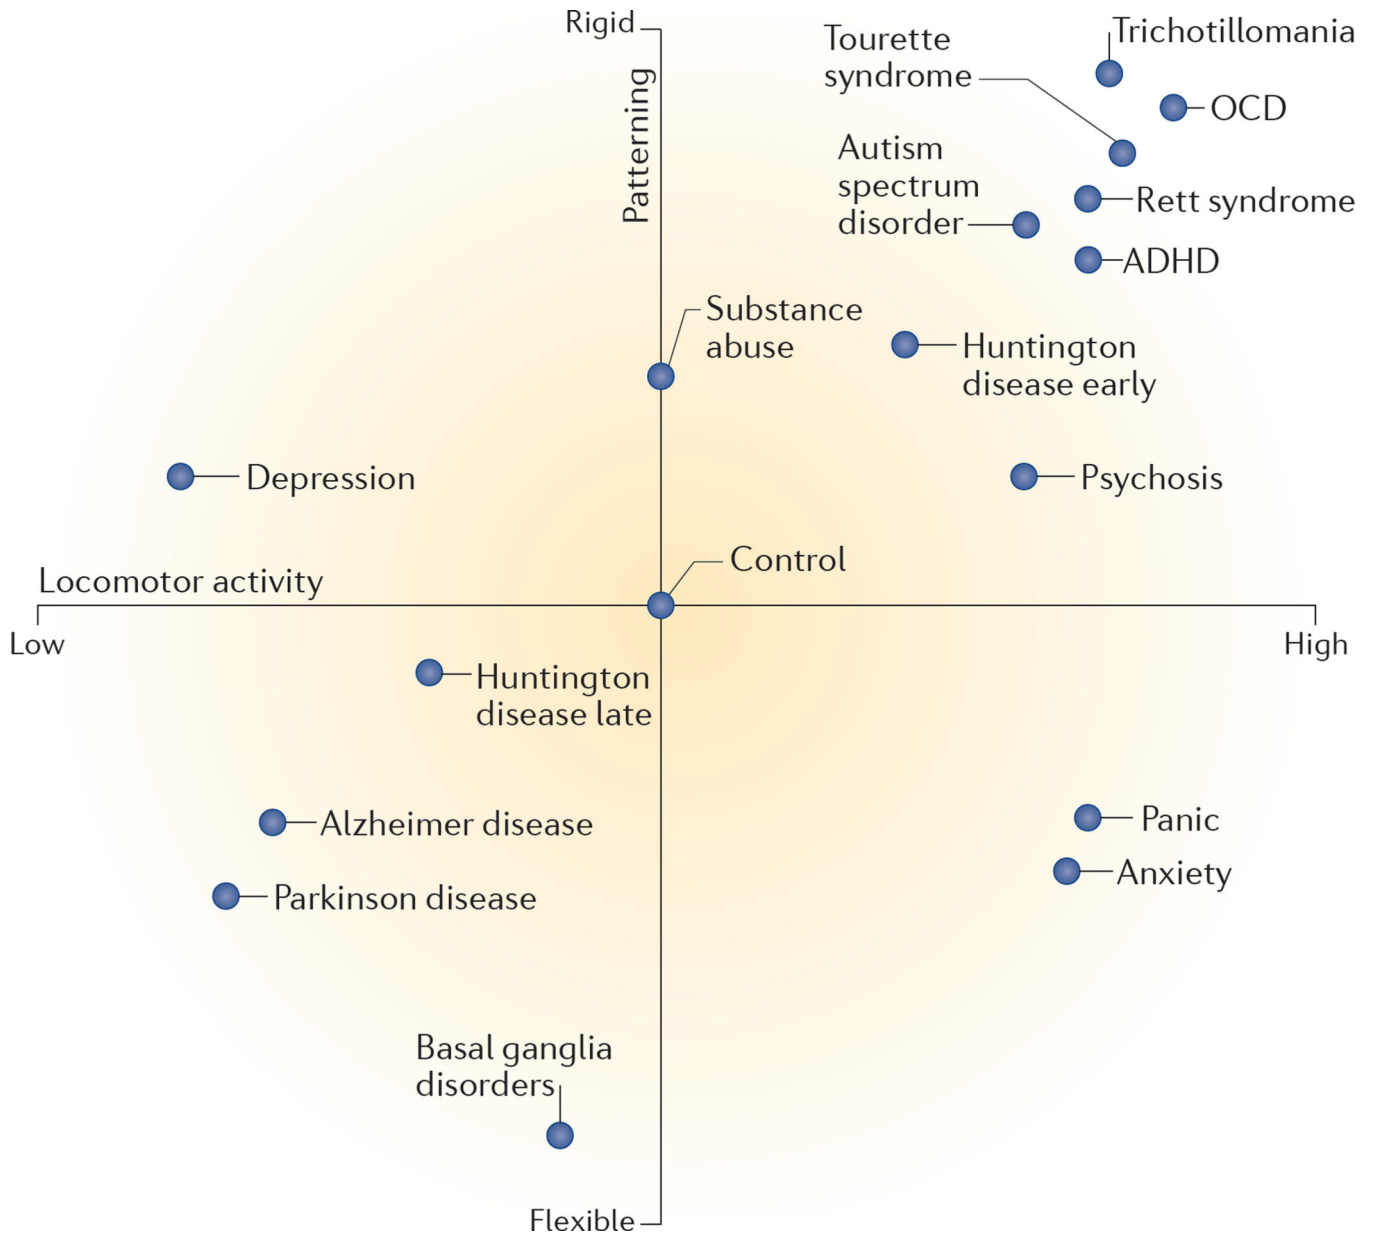 Rigid
Patterning
Trichotillomania
Tourette
syndrome
OCD
Autism
spectrum
disorder
Rett syndrome
ADHD
Substance
abuse
Huntington
disease early
Depression
Psychosis
Control
Locomotor activity
Low
High
Huntington
disease late
Alzheimer disease
Panic
Anxiety
Parkinson disease
Basal ganglia
disorders
Flexible